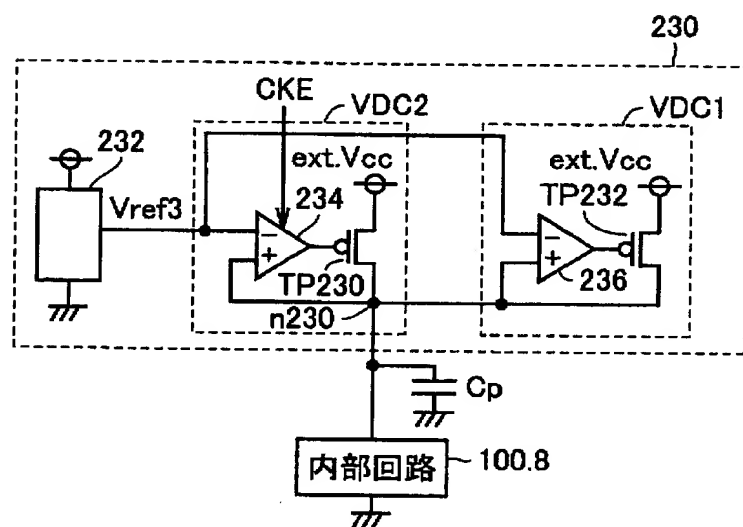 230
CKE
VDC2
VDC1
232
ext.Vcc
ext.Vcc
Vref3
234
TP232
−
+
−
+
TP230
236
n230
Cp
内部回路
100.8